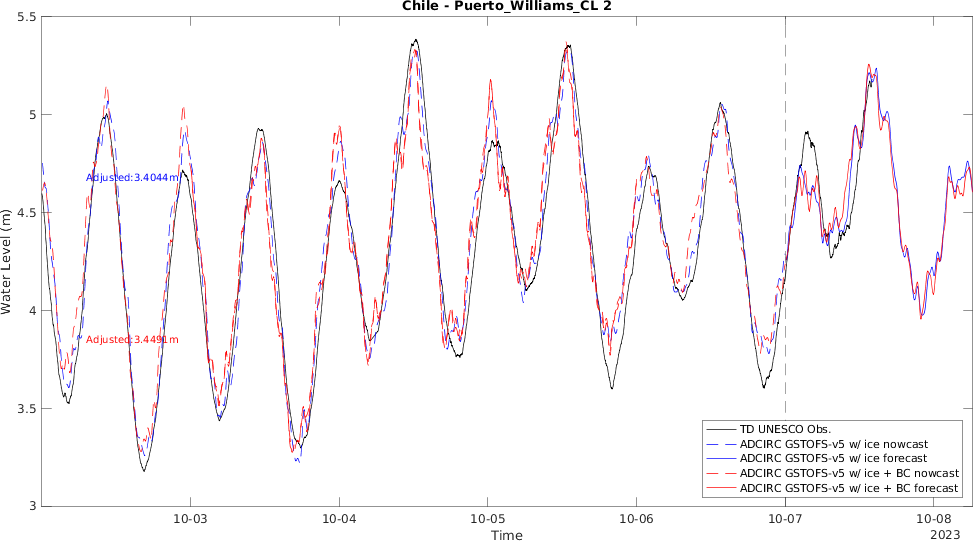 Chile - Puerto_Williams_CL 2
5.5
5
4.5
4
3.5
3
Water Level (m)
Adjusted:3.4044m
Adjusted:3.4491m
TD UNESCO Obs.
ADCIRC GSTOFS-v5 w/ ice nowcast
ADCIRC GSTOFS-v5 w/ ice forecast
ADCIRC GSTOFS-v5 w/ ice + BC nowcast
ADCIRC GSTOFS-v5 w/ ice + BC forecast
10-03
10-04
10-05
10-06
10-07
10-08
Time
2023